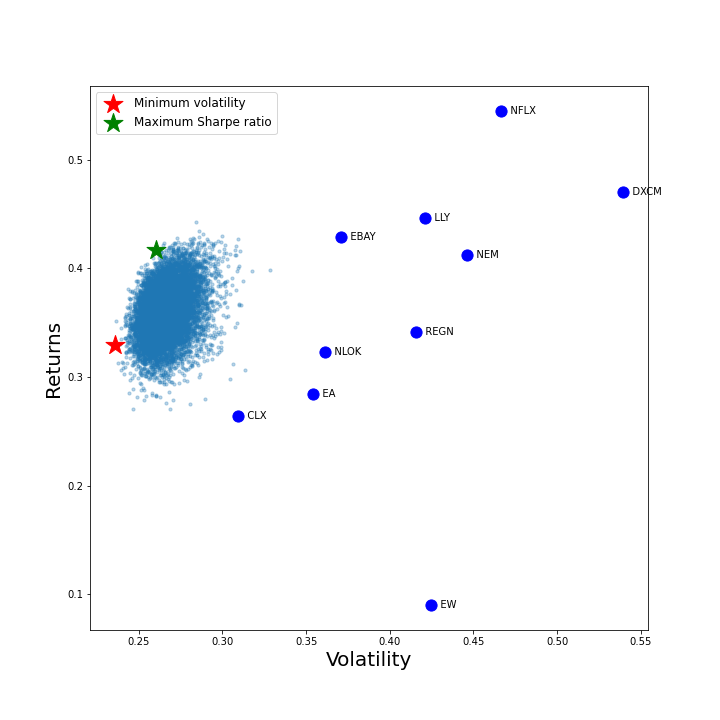 Minimum volatility
Maximum Sharpe ratio
NFLX
DXCM
LLY
EBAY
NEM
REGN
NLOK
EA
CLX
EW
0.5
0.4
0.3
0.2
0.1
Returns
0.25 0.30 0.35 0.40 0.45 0.50 0.55
Volatility